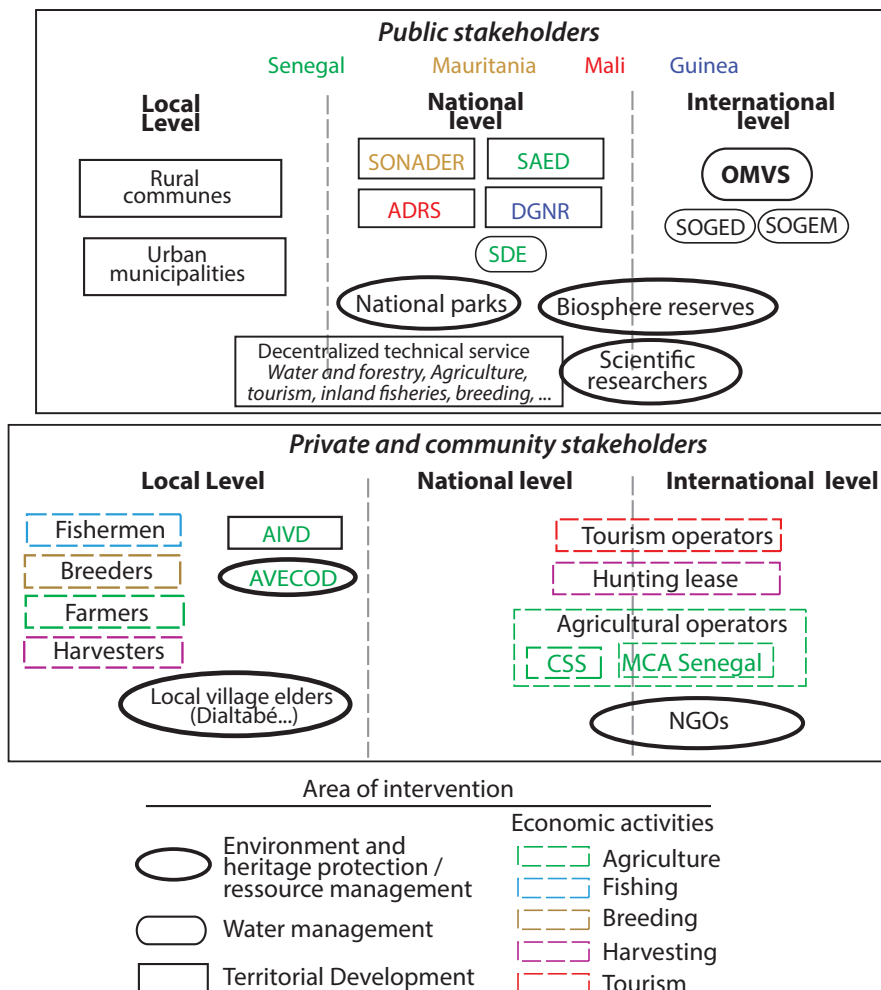 Public stakeholders
Senegal Mauritania Mali Guinea
Local
Level
National
level
International
level
Rural
communes
Urban
municipalities
SONADER SAED
ADRS DGNR
SDE
OMVS
SOGED SOGEM
National parks
Biosphere reserves
Decentralized technical service
Water and forestry, Agriculture,
tourism, inland fisheries, breeding, ...
Scientific
researchers
Private and community stakeholders
Local Level National level International level
Fishermen
Breeders
Farmers
Harvesters
AIVD
AVECOD
Local village elders
(Dialtabé...)
Tourism operators
Hunting lease
Agricultural operators
CSS MCA Senegal
NGOs
Area of intervention
Environment and
heritage protection /
ressource management
Water management
Territorial Development
Economic activities
Agriculture
Fishing
Breeding
Harvesting
Tourism